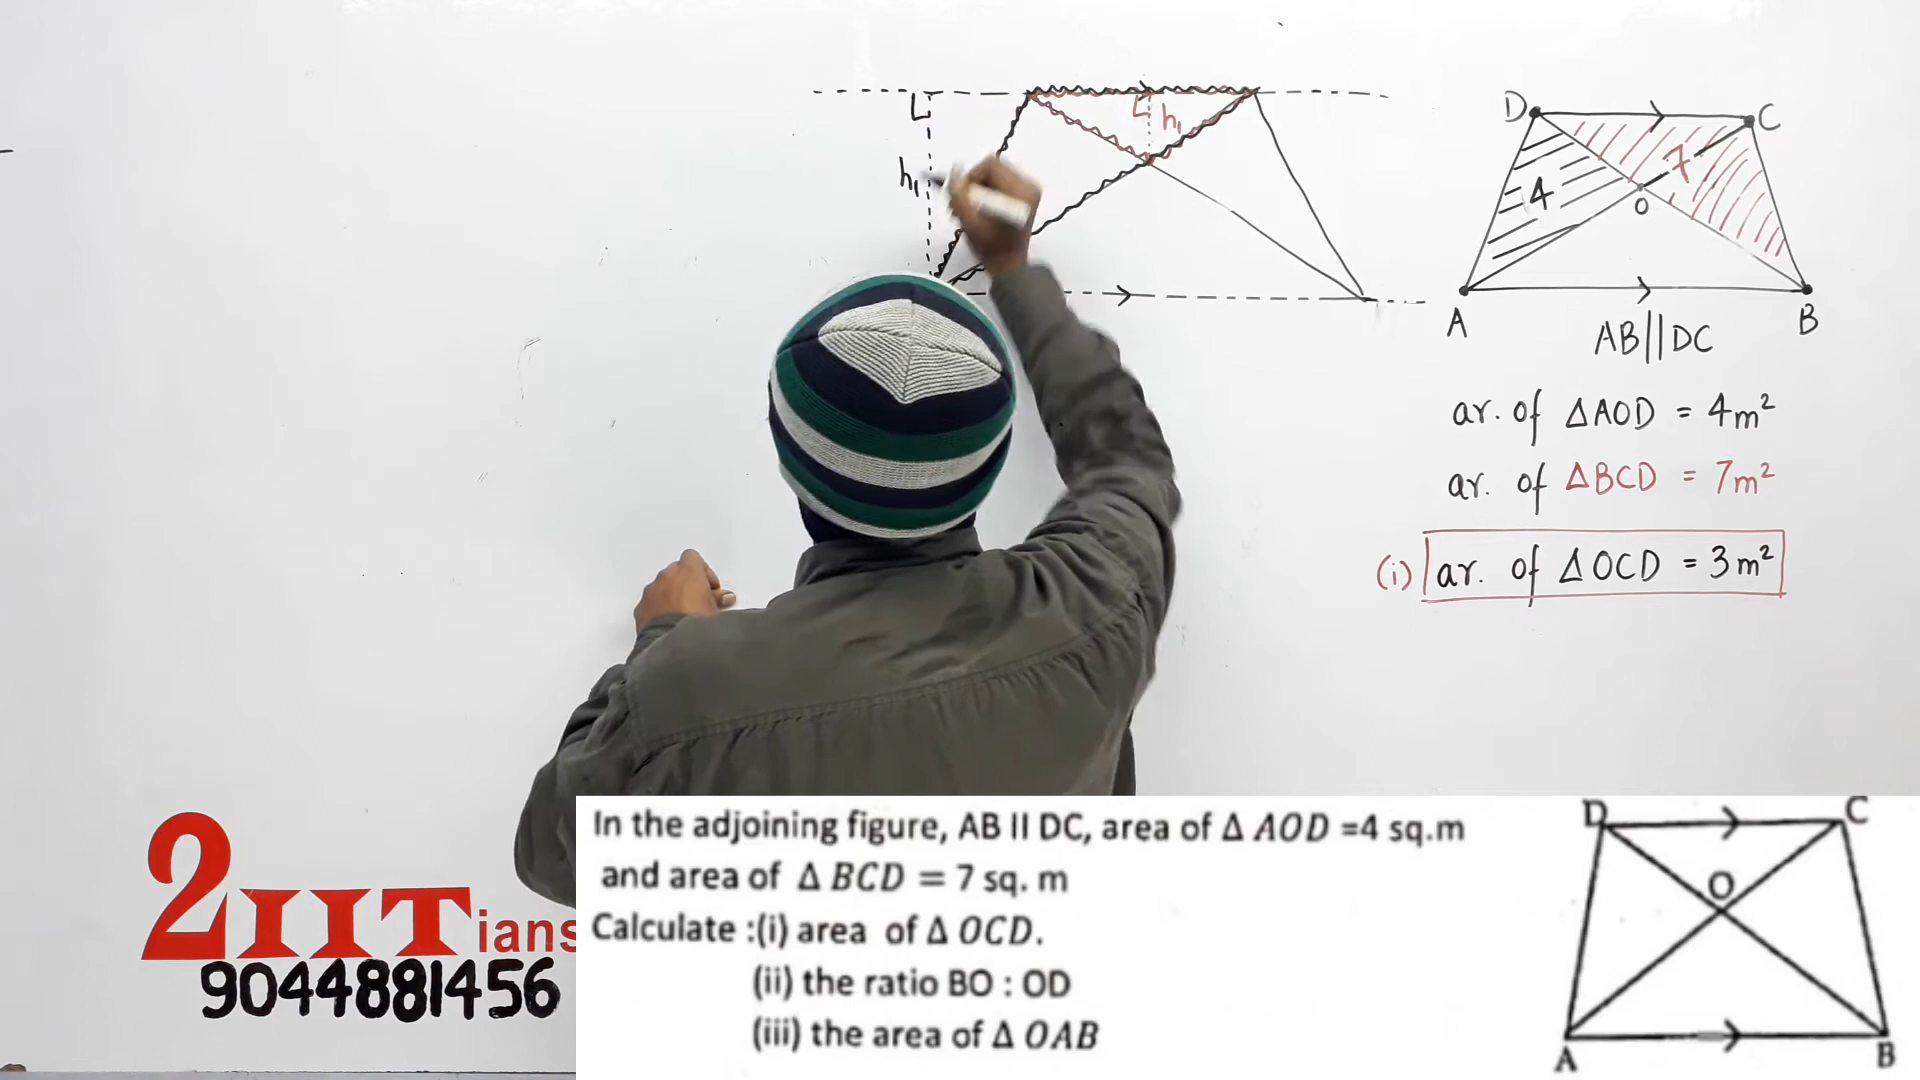 h₁
h₁
D C
4 7
O
A B
AB||DC
ar. of ΔAOD = 4m²
ar. of ΔBCD = 7m²
(i) ar. of ΔOCD = 3m²
2IITians
9044881456
In the adjoining figure, AB II DC, area of Δ AOD =4 sq.m
and area of Δ BCD = 7 sq. m
Calculate :(i) area of Δ OCD.
(ii) the ratio BO : OD
(iii) the area of Δ OAB
D C
O
A B